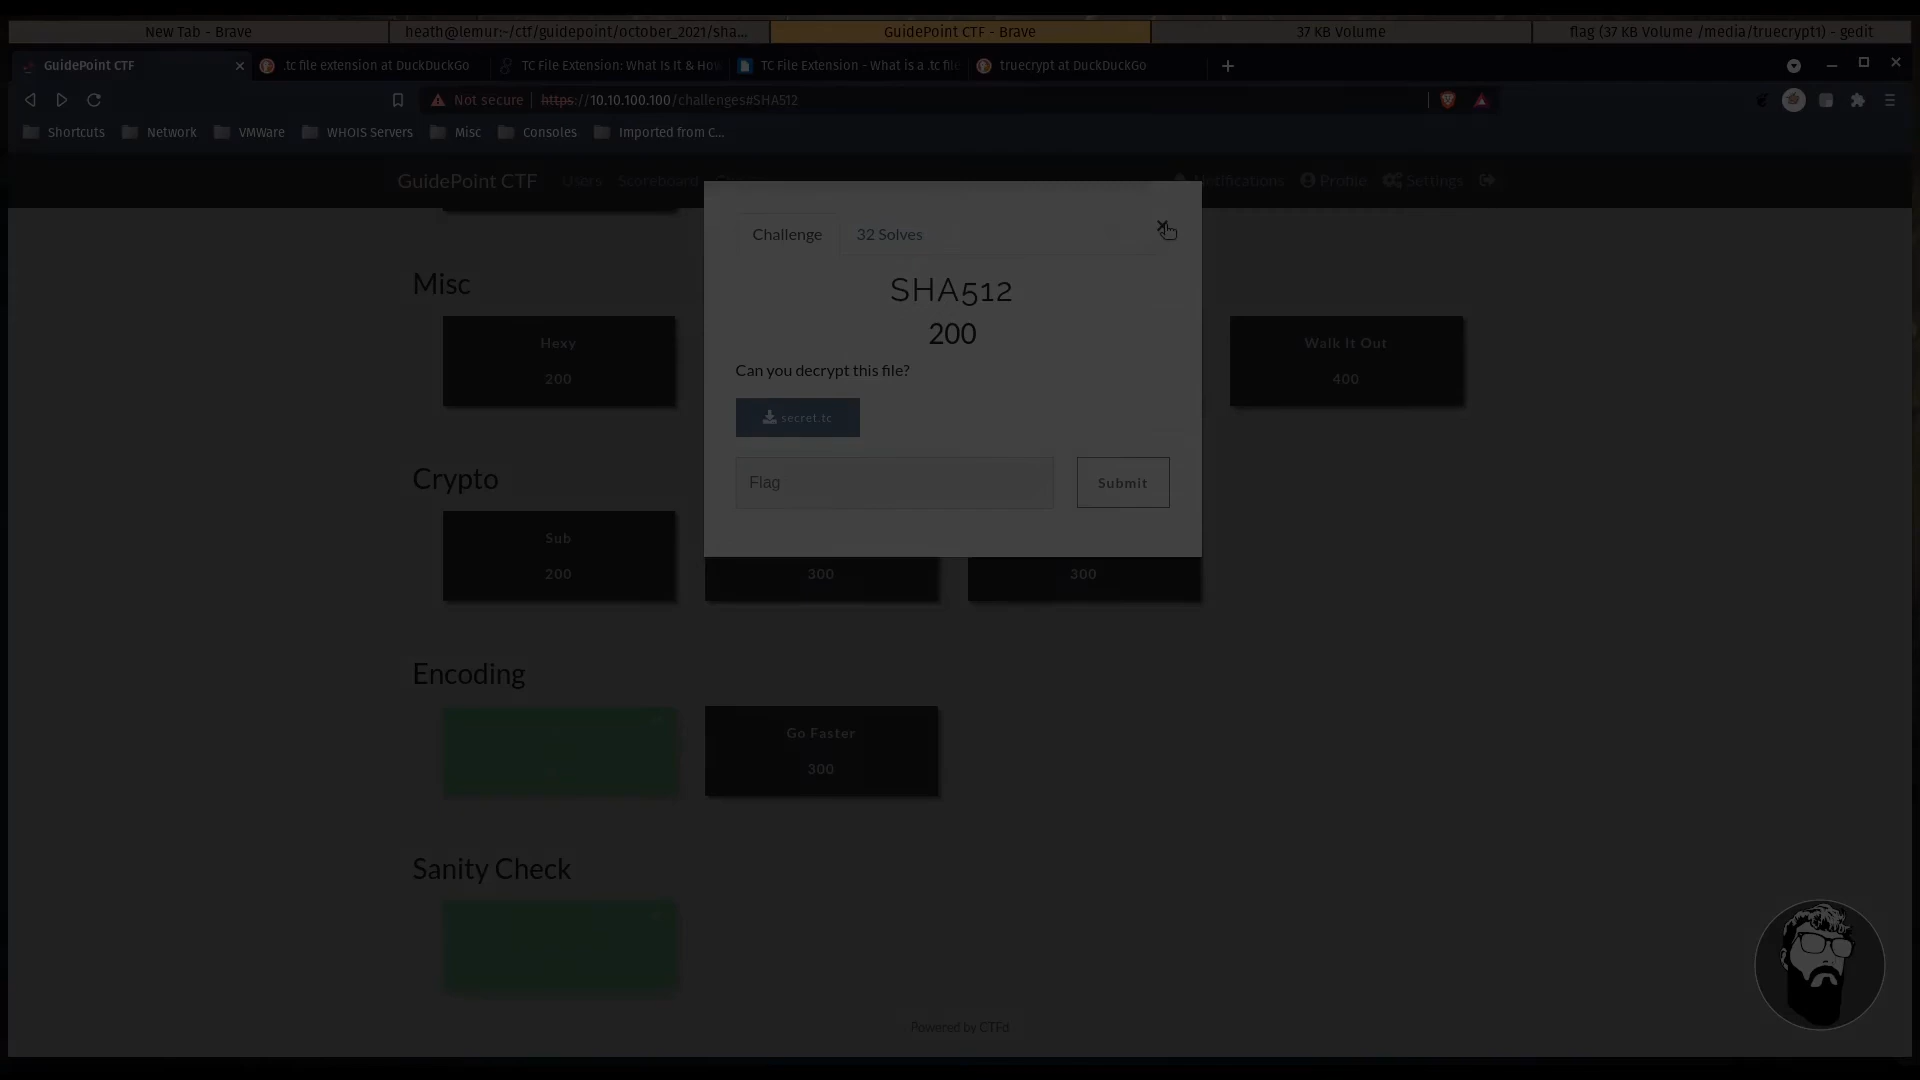 New Tab - Brave
heath@lemur:~/ctf/guidepoint/october_2021/sha...
GuidePoint CTF - Brave
37 KB Volume
flag (37 KB Volume /media/truecrypt1) - gedit
GuidePoint CTF
.tc file extension at DuckDuckGo
TC File Extension: What Is It & How
TC File Extension - What is a .tc file
truecrypt at DuckDuckGo
Not secure
https://10.10.100.100/challenges#SHA512
Shortcuts
Network
VMWare
WHOIS Servers
Misc
Consoles
Imported from C...
GuidePoint CTF
Users
Scoreboard
Notifications
Profile
Settings
Challenge
32 Solves
SHA512
200
Can you decrypt this file?
secret.tc
Flag
Submit
Misc
Hexy
200
Walk It Out
400
Crypto
Sub
200
300
300
Encoding
Go Faster
300
Sanity Check
Powered by CTFd